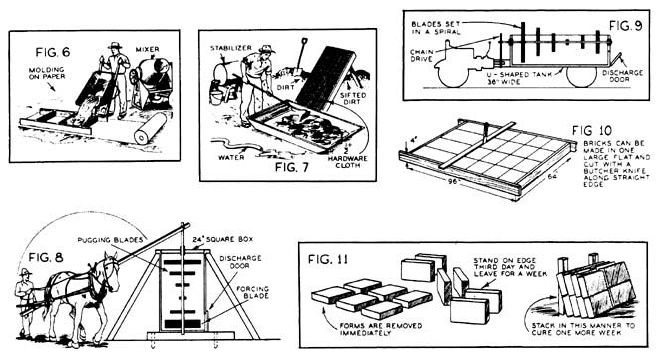 FIG. 6
MIXER
MOLDING
ON PAPER
STABILIZER
DIRT
SIFTED
DIRT
WATER
1"
2
HARDWARE
CLOTH
FIG. 7
BLADES SET
IN A SPIRAL
FIG. 9
CHAIN
DRIVE
U-SHAPED TANK
36" WIDE
DISCHARGE
DOOR
4"
96"
64"
FIG 10
BRICKS CAN BE
MADE IN ONE
LARGE FLAT AND
CUT WITH A
BUTCHER KNIFE
ALONG STRAIGHT
EDGE
FIG. 8
PUGGING BLADES
24" SQUARE BOX
DISCHARGE
DOOR
FORCING
BLADE
FIG. 11
FORMS ARE REMOVED
IMMEDIATELY
STAND ON EDGE
THIRD DAY AND
LEAVE FOR A WEEK
STACK IN THIS MANNER TO
CURE ONE MORE WEEK